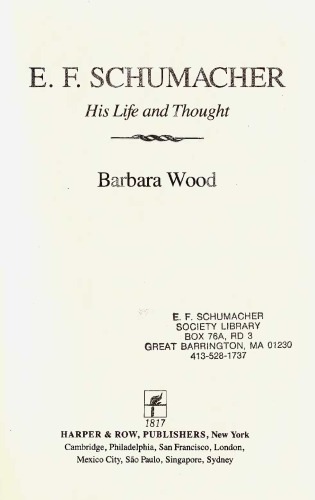 E. F. SCHUMACHER
His Life and Thought
Barbara Wood
E. F. SCHUMACHER
SOCIETY LIBRARY
BOX 76A, RD 3
GREAT BARRINGTON, MA 01230
413-528-1737
1817
HARPER & ROW, PUBLISHERS, New York
Cambridge, Philadelphia, San Francisco, London,
Mexico City, São Paulo, Singapore, Sydney